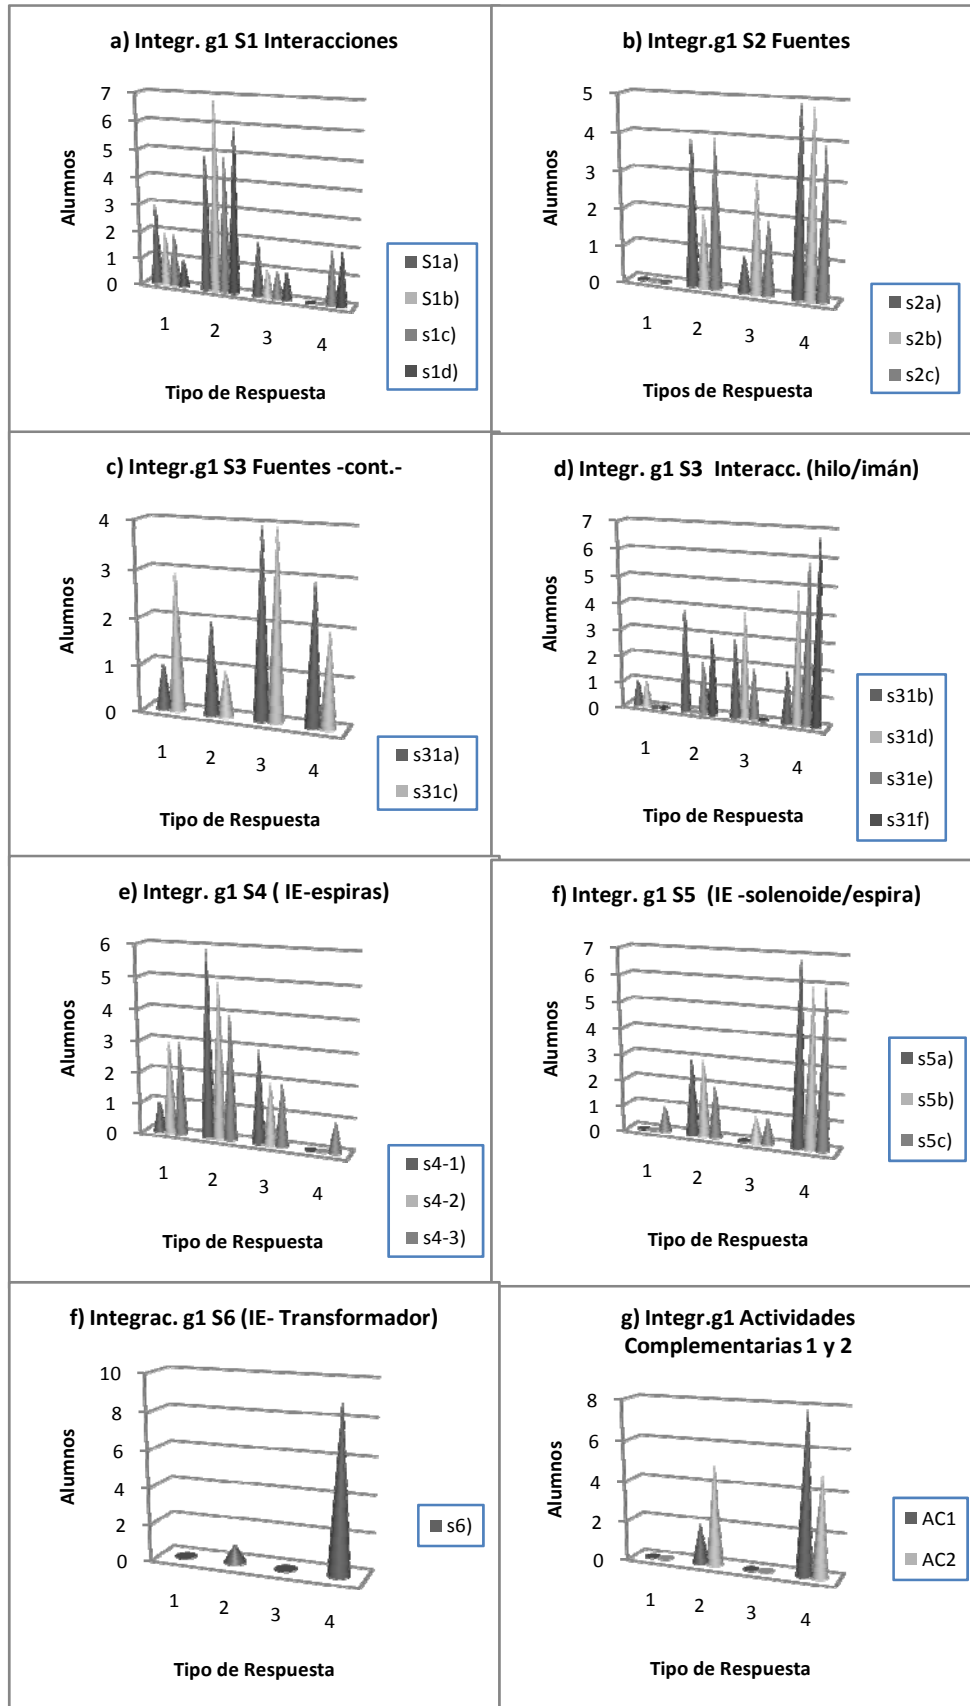 a) Integr. g1 S1 Interacciones
7
6
5
4
3
2
1
0
Alumnos
1
2
3
4
Tipo de Respuesta
S1a)
S1b)
s1c)
s1d)
b) Integr.g1 S2 Fuentes
5
4
3
2
1
0
Alumnos
1
2
3
4
Tipos de Respuesta
s2a)
s2b)
s2c)
c) Integr.g1 S3 Fuentes -cont.-
4
3
2
1
0
Alumnos
1
2
3
4
Tipo de Respuesta
s31a)
s31c)
d) Integr. g1 S3 Interacc. (hilo/imán)
7
6
5
4
3
2
1
0
Alumnos
1
2
3
4
Tipo de Respuesta
s31b)
s31d)
s31e)
s31f)
e) Integr. g1 S4 ( IE-espiras)
6
5
4
3
2
1
0
Alumnos
1
2
3
4
Tipo de Respuesta
s4-1)
s4-2)
s4-3)
f) Integr. g1 S5 (IE -solenoide/espira)
7
6
5
4
3
2
1
0
Alumnos
1
2
3
4
Tipo de Respuesta
s5a)
s5b)
s5c)
f) Integrac. g1 S6 (IE- Transformador)
10
8
6
4
2
0
Alumnos
1
2
3
4
Tipo de Respuesta
s6)
g) Integr.g1 Actividades
Complementarias 1 y 2
8
6
4
2
0
Alumnos
1
2
3
4
Tipo de Respuesta
AC1
AC2